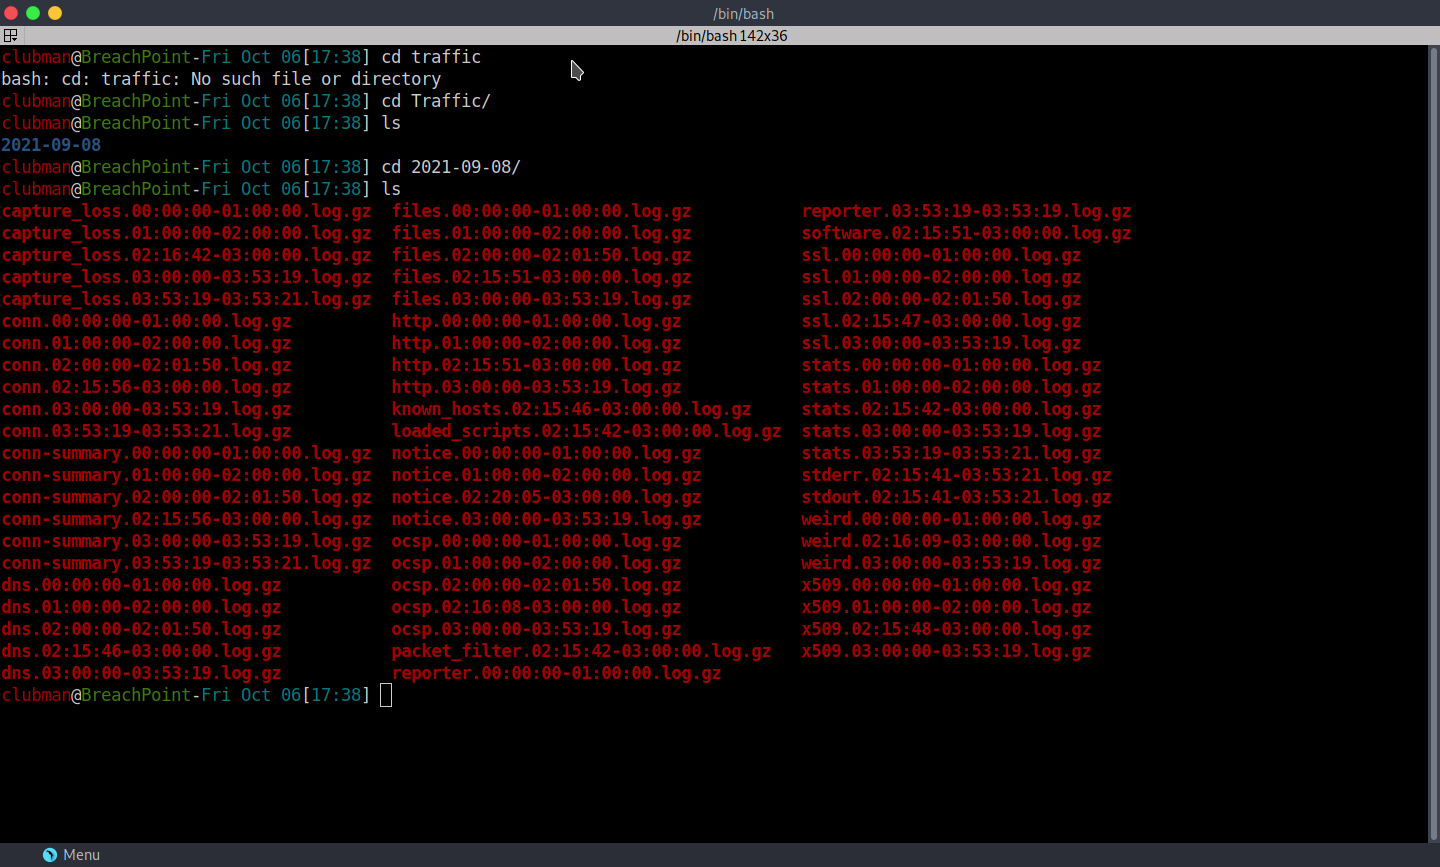 /bin/bash
/bin/bash 142x36
clubman@BreachPoint-Fri Oct 06[17:38] cd traffic
bash: cd: traffic: No such file or directory
clubman@BreachPoint-Fri Oct 06[17:38] cd Traffic/
clubman@BreachPoint-Fri Oct 06[17:38] ls
2021-09-08
clubman@BreachPoint-Fri Oct 06[17:38] cd 2021-09-08/
clubman@BreachPoint-Fri Oct 06[17:38] ls
capture_loss.00:00:00-01:00:00.log.gz files.00:00:00-01:00:00.log.gz reporter.03:53:19-03:53:19.log.gz
capture_loss.01:00:00-02:00:00.log.gz files.01:00:00-02:00:00.log.gz software.02:15:51-03:00:00.log.gz
capture_loss.02:16:42-03:00:00.log.gz files.02:00:00-02:01:50.log.gz ssl.00:00:00-01:00:00.log.gz
capture_loss.03:00:00-03:53:19.log.gz files.02:15:51-03:00:00.log.gz ssl.01:00:00-02:00:00.log.gz
capture_loss.03:53:19-03:53:21.log.gz files.03:00:00-03:53:19.log.gz ssl.02:00:00-02:01:50.log.gz
conn.00:00:00-01:00:00.log.gz http.00:00:00-01:00:00.log.gz ssl.02:15:47-03:00:00.log.gz
conn.01:00:00-02:00:00.log.gz http.01:00:00-02:00:00.log.gz ssl.03:00:00-03:53:19.log.gz
conn.02:00:00-02:01:50.log.gz http.02:15:51-03:00:00.log.gz stats.00:00:00-01:00:00.log.gz
conn.02:15:56-03:00:00.log.gz http.03:00:00-03:53:19.log.gz stats.01:00:00-02:00:00.log.gz
conn.03:00:00-03:53:19.log.gz known_hosts.02:15:46-03:00:00.log.gz stats.02:15:42-03:00:00.log.gz
conn.03:53:19-03:53:21.log.gz loaded_scripts.02:15:42-03:00:00.log.gz stats.03:00:00-03:53:19.log.gz
conn-summary.00:00:00-01:00:00.log.gz notice.00:00:00-01:00:00.log.gz stats.03:53:19-03:53:21.log.gz
conn-summary.01:00:00-02:00:00.log.gz notice.01:00:00-02:00:00.log.gz stderr.02:15:41-03:53:21.log.gz
conn-summary.02:00:00-02:01:50.log.gz notice.02:20:05-03:00:00.log.gz stdout.02:15:41-03:53:21.log.gz
conn-summary.02:15:56-03:00:00.log.gz notice.03:00:00-03:53:19.log.gz weird.00:00:00-01:00:00.log.gz
conn-summary.03:00:00-03:53:19.log.gz ocsp.00:00:00-01:00:00.log.gz weird.02:16:09-03:00:00.log.gz
conn-summary.03:53:19-03:53:21.log.gz ocsp.01:00:00-02:00:00.log.gz weird.03:00:00-03:53:19.log.gz
dns.00:00:00-01:00:00.log.gz ocsp.02:00:00-02:01:50.log.gz x509.00:00:00-01:00:00.log.gz
dns.01:00:00-02:00:00.log.gz ocsp.02:16:08-03:00:00.log.gz x509.01:00:00-02:00:00.log.gz
dns.02:00:00-02:01:50.log.gz ocsp.03:00:00-03:53:19.log.gz x509.02:15:48-03:00:00.log.gz
dns.02:15:46-03:00:00.log.gz packet_filter.02:15:42-03:00:00.log.gz x509.03:00:00-03:53:19.log.gz
dns.03:00:00-03:53:19.log.gz reporter.00:00:00-01:00:00.log.gz
clubman@BreachPoint-Fri Oct 06[17:38]
Menu